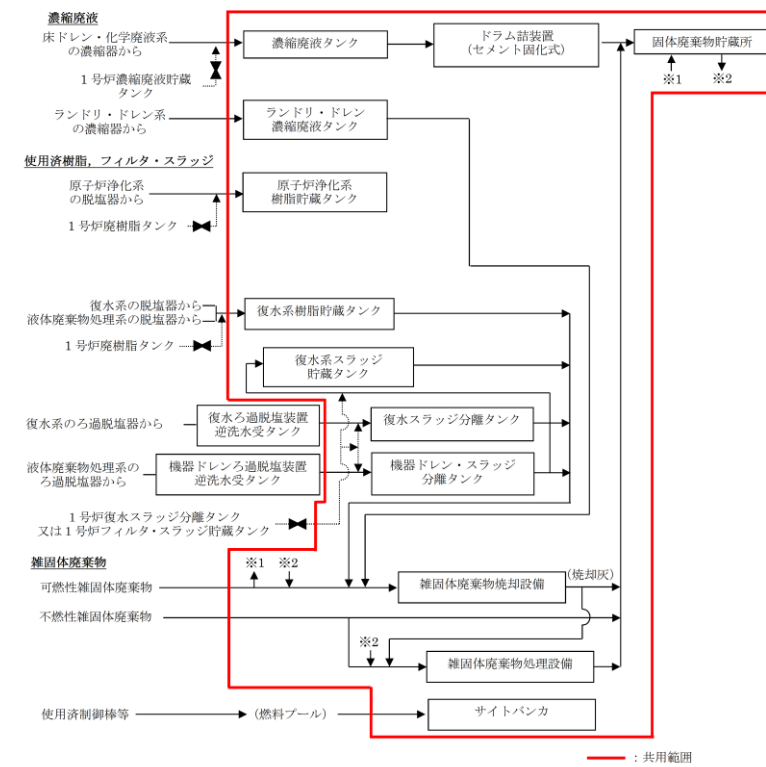 濃縮廃液
床ドレン・化学廃液系
の濃縮器から
濃縮廃液タンク
ドラム詰装置
(セメント固化式)
固体廃棄物貯蔵所
※1
※2
1号炉濃縮廃液貯蔵
タンク
ランドリ・ドレン系
の濃縮器から
ランドリ・ドレン
濃縮廃液タンク
使用済樹脂，フィルタ・スラッジ
原子炉浄化系
の脱塩器から
原子炉浄化系
樹脂貯蔵タンク
1号炉廃樹脂タンク
復水系の脱塩器から
液体廃棄物処理系の脱塩器から
復水系樹脂貯蔵タンク
1号炉廃樹脂タンク
復水系スラッジ
貯蔵タンク
復水系のろ過脱塩器から
復水ろ過脱塩装置
逆洗水受タンク
復水スラッジ分離タンク
液体廃棄物処理系の
ろ過脱塩器から
機器ドレンろ過脱塩装置
逆洗水受タンク
機器ドレン・スラッジ
分離タンク
1号炉復水スラッジ分離タンク
又は1号炉フィルタ・スラッジ貯蔵タンク
雑固体廃棄物
※1
※2
可燃性雑固体廃棄物
雑固体廃棄物焼却設備
(焼却灰)
不燃性雑固体廃棄物
※2
雑固体廃棄物処理設備
使用済制御棒等
(燃料プール)
サイトバンカ
：共用範囲